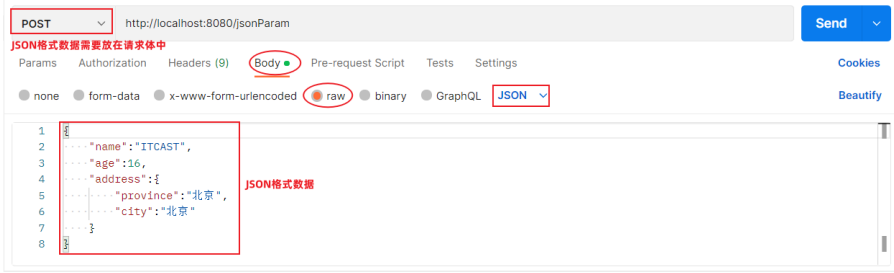 POST http://localhost:8080/jsonParam Send
JSON格式数据需要放在请求体中
Params Authorization Headers (9) Body Pre-request Script Tests Settings Cookies
none form-data x-www-form-urlencoded raw binary GraphQL JSON Beautify
1 {
2 "name":"ITCAST",
3 "age":16,
4 "address":{
5 "province":"北京",
JSON格式数据
6 "city":"北京"
7 }
8 }